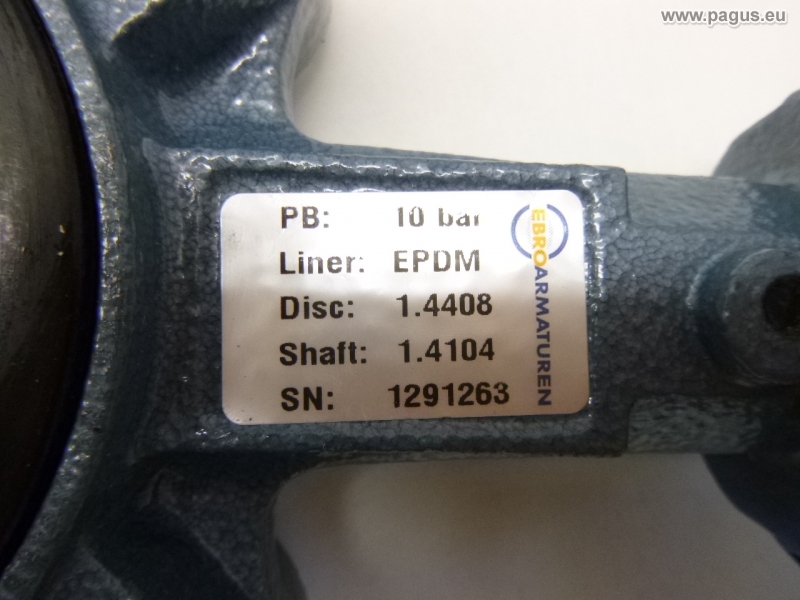 www.pagus.eu
PB: 10 bar
Liner: EPDM
Disc: 1.4408
Shaft: 1.4104
SN: 1291263
EBROARMATUREN